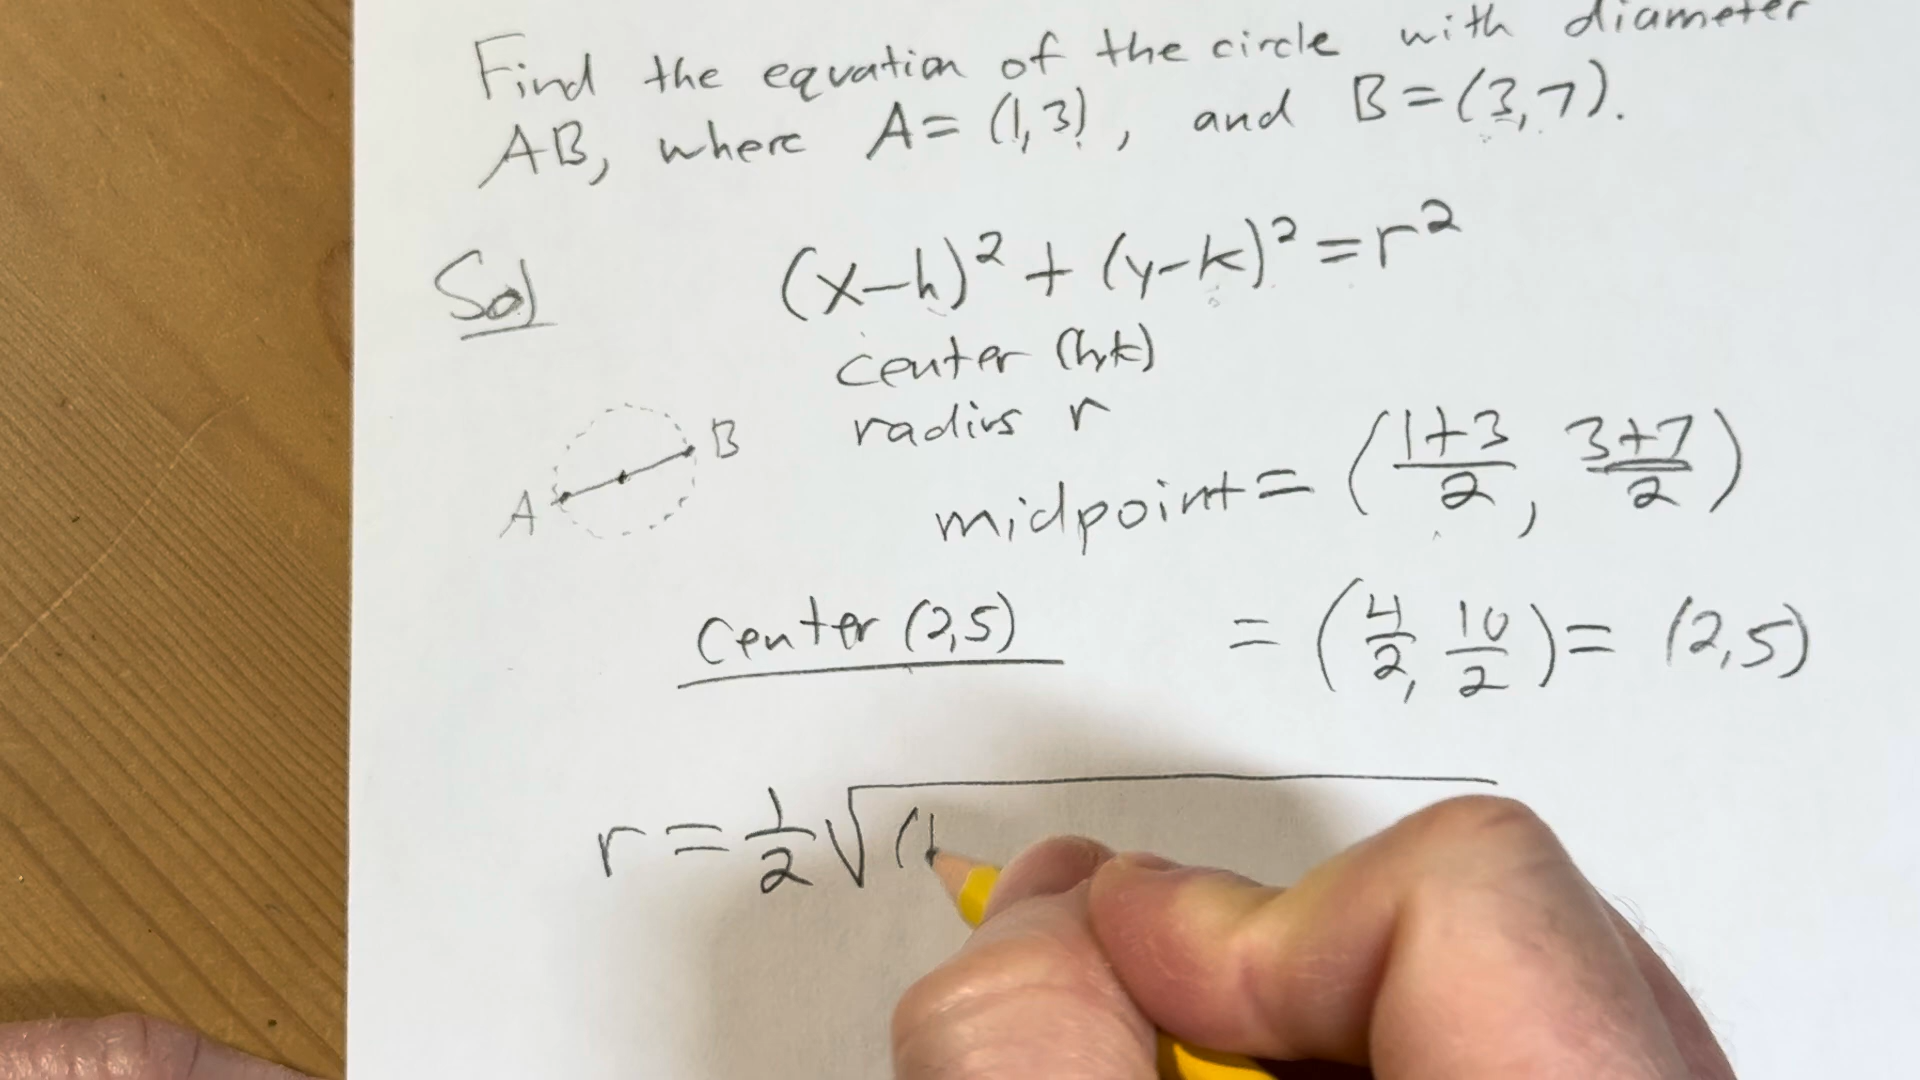 Find the equation of the circle with diameter
AB, where A = (1,3), and B = (3,7).
Sol
(x-h)² + (y-k)² = r²
center (h,k)
radius r
A B
midpoint = (1+3/2, 3+7/2)
center (2,5) = (4/2, 10/2) = (2,5)
r = 1/2 √(1